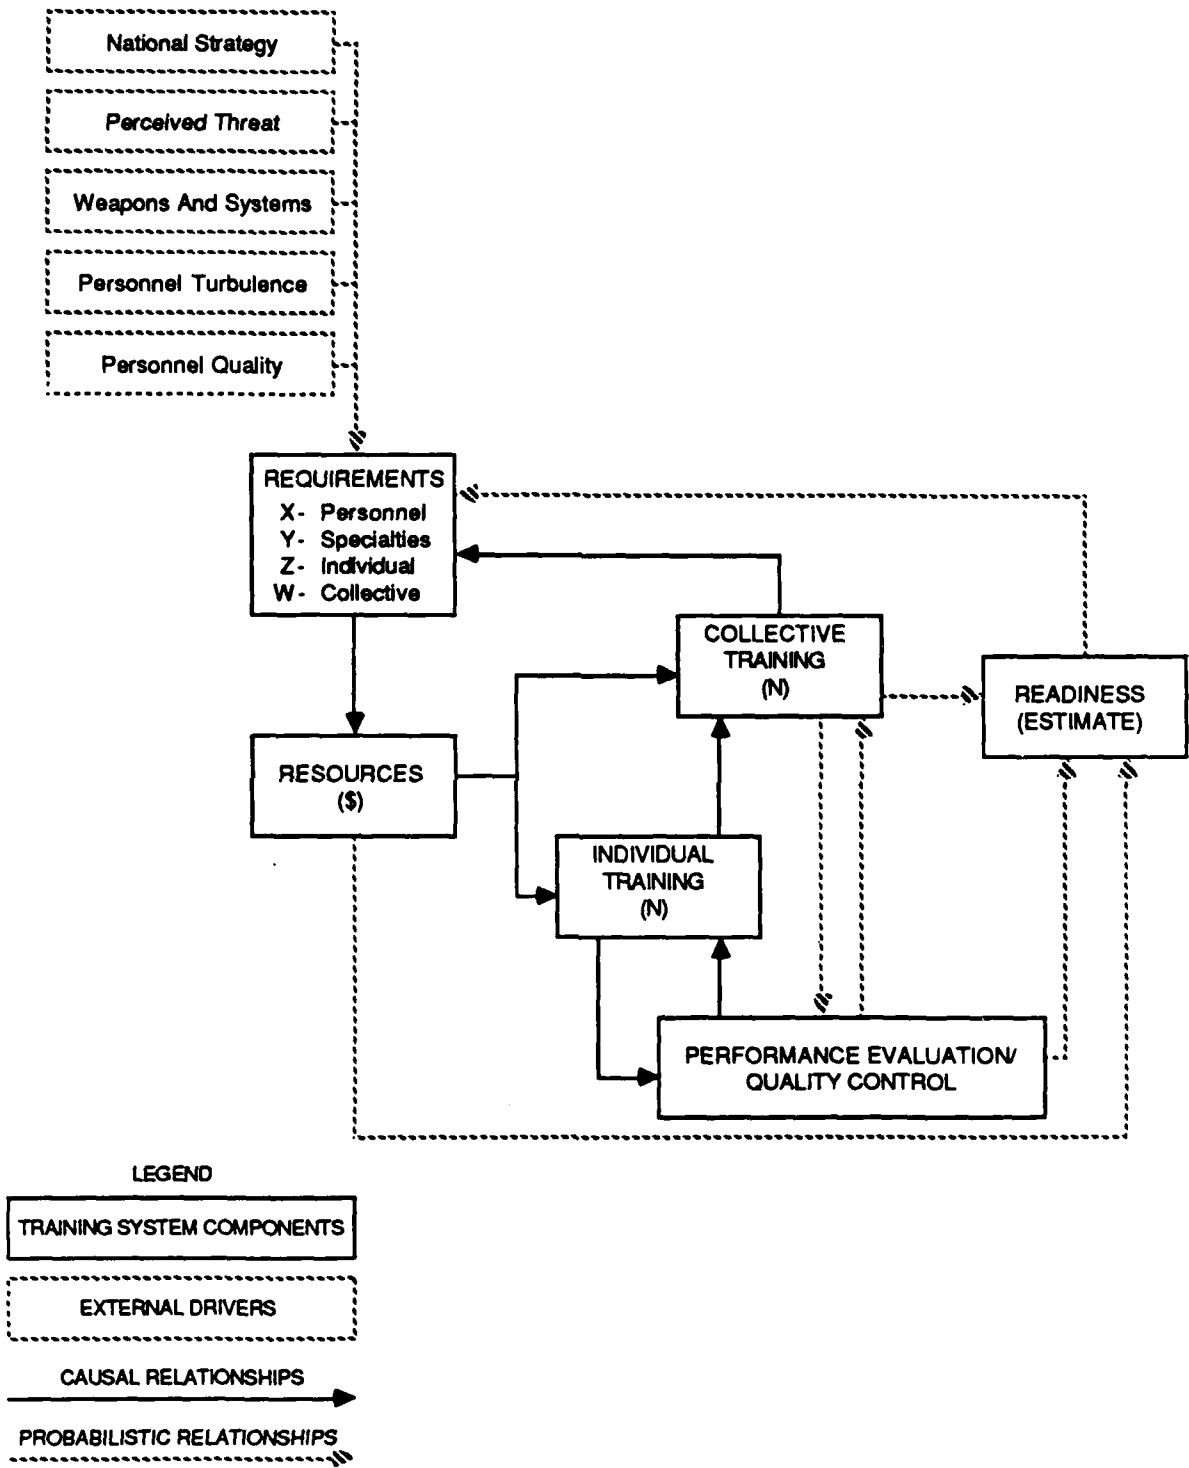 National Strategy
Perceived Threat
Weapons And Systems
Personnel Turbulence
Personnel Quality
REQUIREMENTS
X- Personnel
Y- Specialties
Z- Individual
W- Collective
COLLECTIVE
TRAINING
(N)
READINESS
(ESTIMATE)
RESOURCES
($)
INDIVIDUAL
TRAINING
(N)
PERFORMANCE EVALUATION/
QUALITY CONTROL
LEGEND
TRAINING SYSTEM COMPONENTS
EXTERNAL DRIVERS
CAUSAL RELATIONSHIPS
PROBABILISTIC RELATIONSHIPS